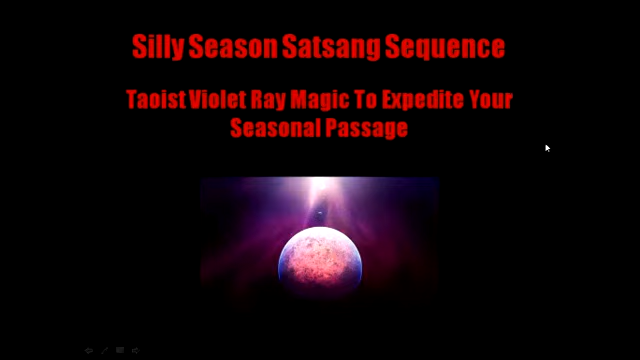 Silly Season Satsang Sequence
Taoist Violet Ray Magic To Expedite Your
Seasonal Passage